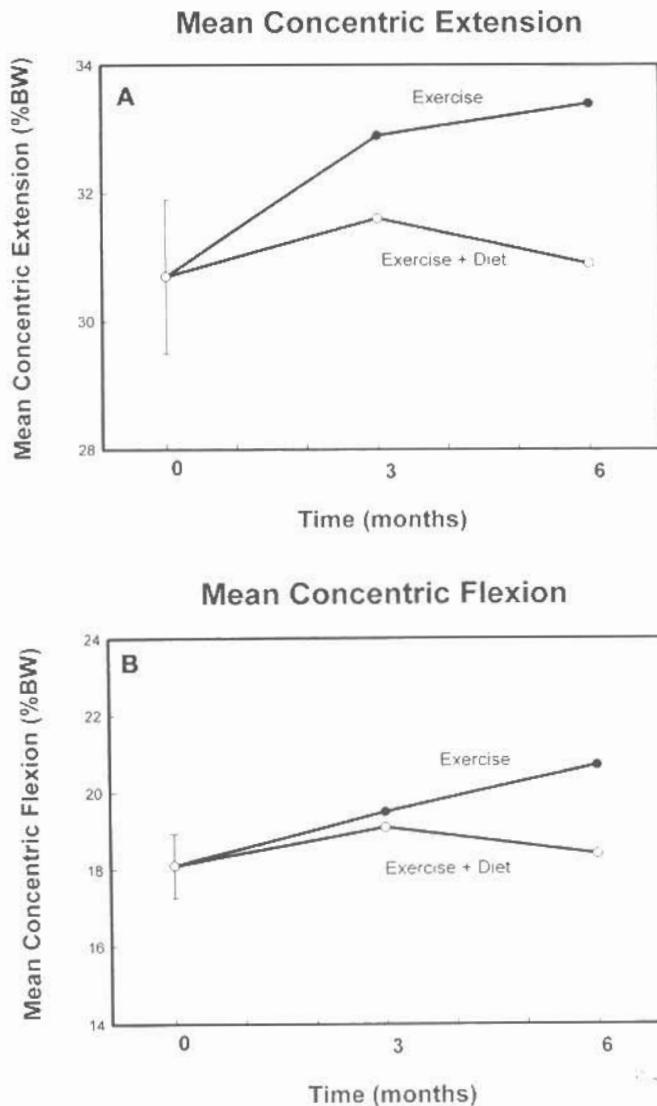 Mean Concentric Extension
Mean Concentric Extension (%BW)
34
32
30
28
A
Exercise
Exercise + Diet
0 3 6
Time (months)
Mean Concentric Flexion
Mean Concentric Flexion (%BW)
24
22
20
18
16
14
B
Exercise
Exercise + Diet
0 3 6
Time (months)